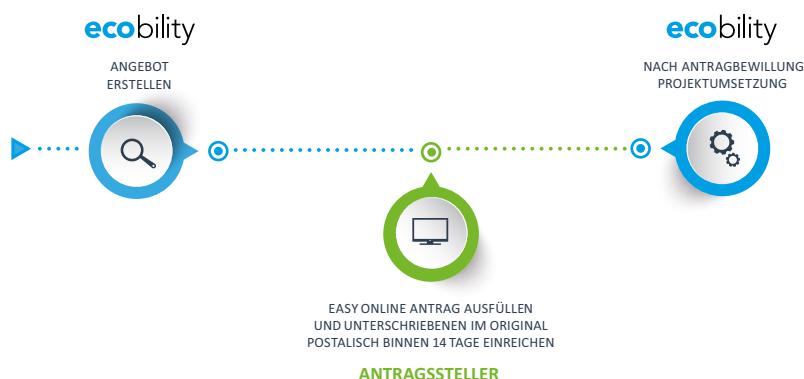 ecobility
ANGEBOT
ERSTELLEN
ecobility
NACH ANTRAGBEWILLUNG
PROJEKTUMSETZUNG
EASY ONLINE ANTRAG AUSFÜLLEN
UND UNTERSCHRIEBENEN IM ORIGINAL
POSTALISCH BINNEN 14 TAGE EINREICHEN
ANTRAGSSTELLER